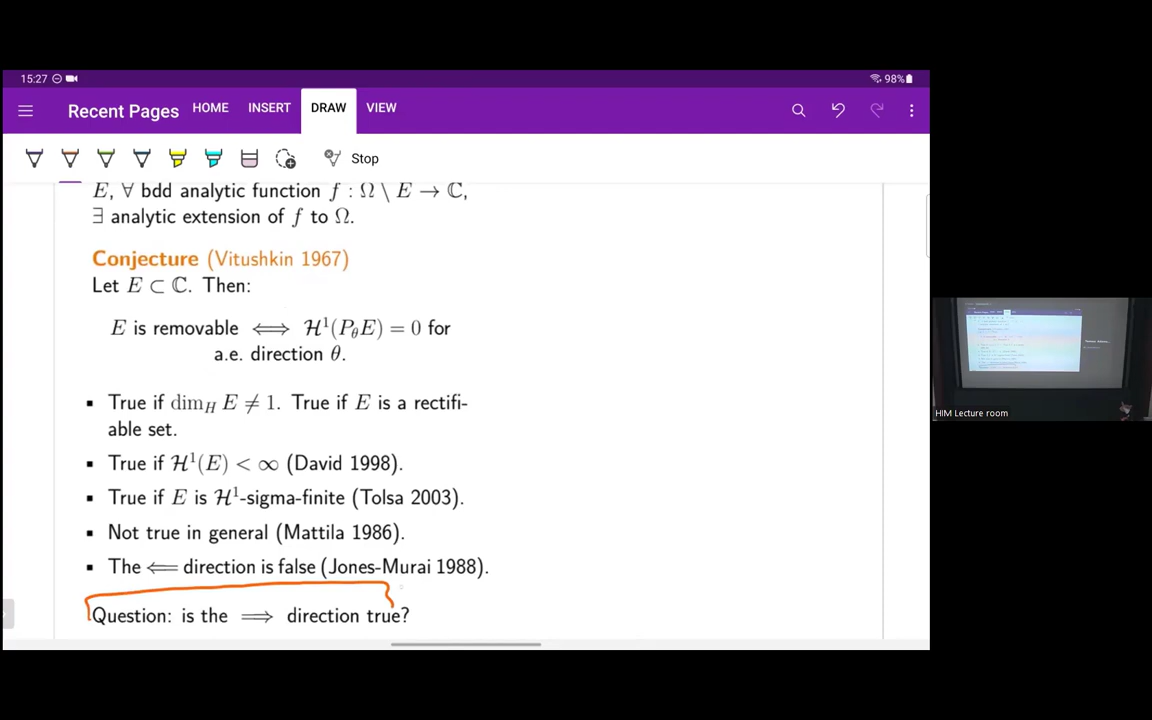 15:27
98%
Recent Pages HOME INSERT DRAW VIEW
Stop
E, ∀ bdd analytic function f : Ω \ E → ℂ,
∃ analytic extension of f to Ω.
Conjecture (Vitushkin 1967)
Let E ⊂ ℂ. Then:
E is removable ⟺ ℋ¹(P_θE) = 0 for
a.e. direction θ.
▪ True if dim_H E ≠ 1. True if E is a rectifi-
able set.
▪ True if ℋ¹(E) < ∞ (David 1998).
▪ True if E is ℋ¹-sigma-finite (Tolsa 2003).
▪ Not true in general (Mattila 1986).
▪ The ⟸ direction is false (Jones-Murai 1988).
Question: is the ⟹ direction true?
HIM Lecture room